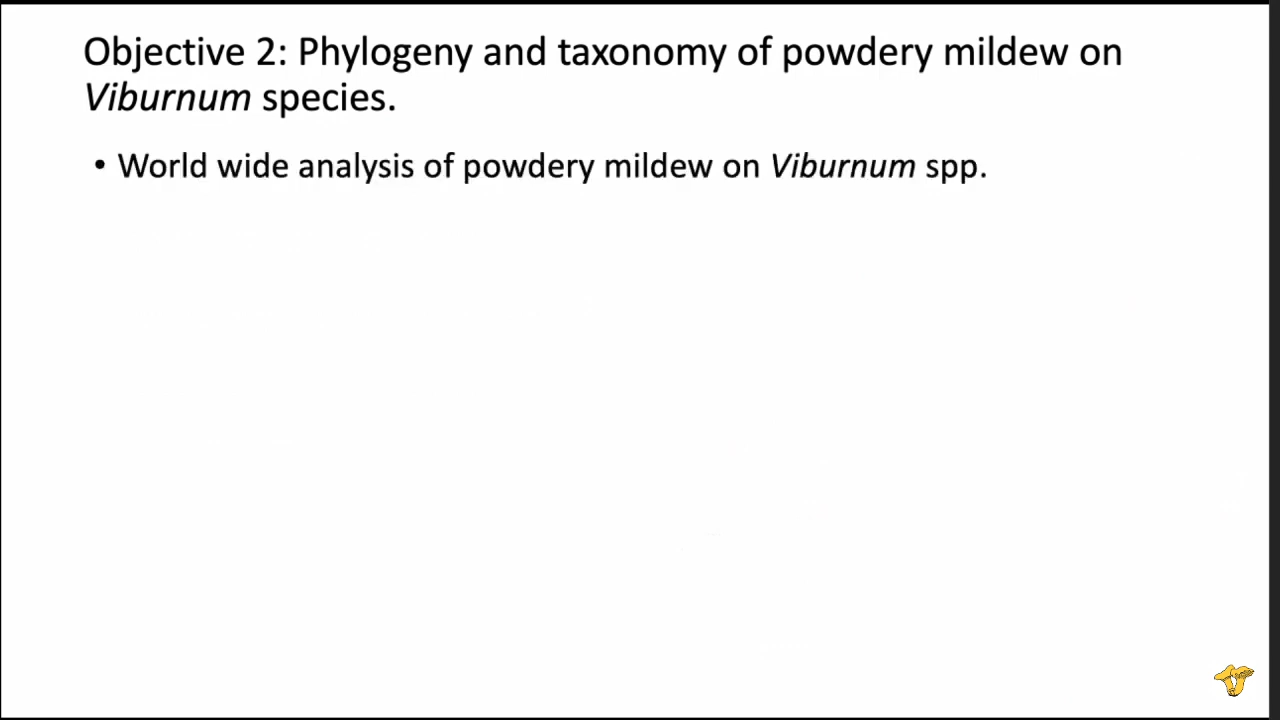 Objective 2: Phylogeny and taxonomy of powdery mildew on
Viburnum species.
• World wide analysis of powdery mildew on Viburnum spp.